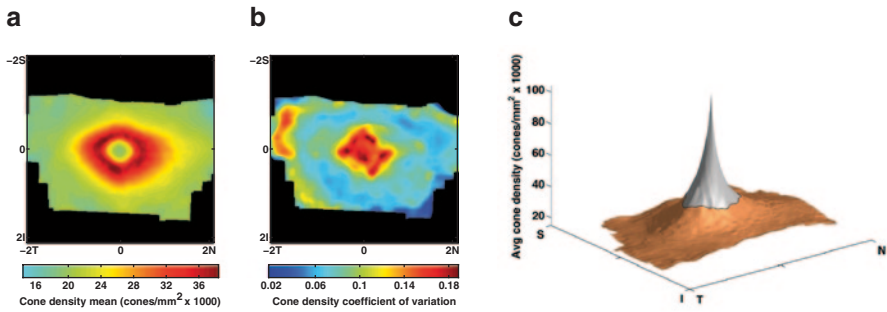 a
b
c
−2S
0
2I
−2T
0
2N
16 20 24 28 32 36
Cone density mean (cones/mm² x 1000)
−2S
0
2I
−2T
0
2N
0.02 0.06 0.1 0.14 0.18
Cone density coefficient of variation
Avg cone density (cones/mm² x 1000)
100
80
60
40
20
S
I
T
N